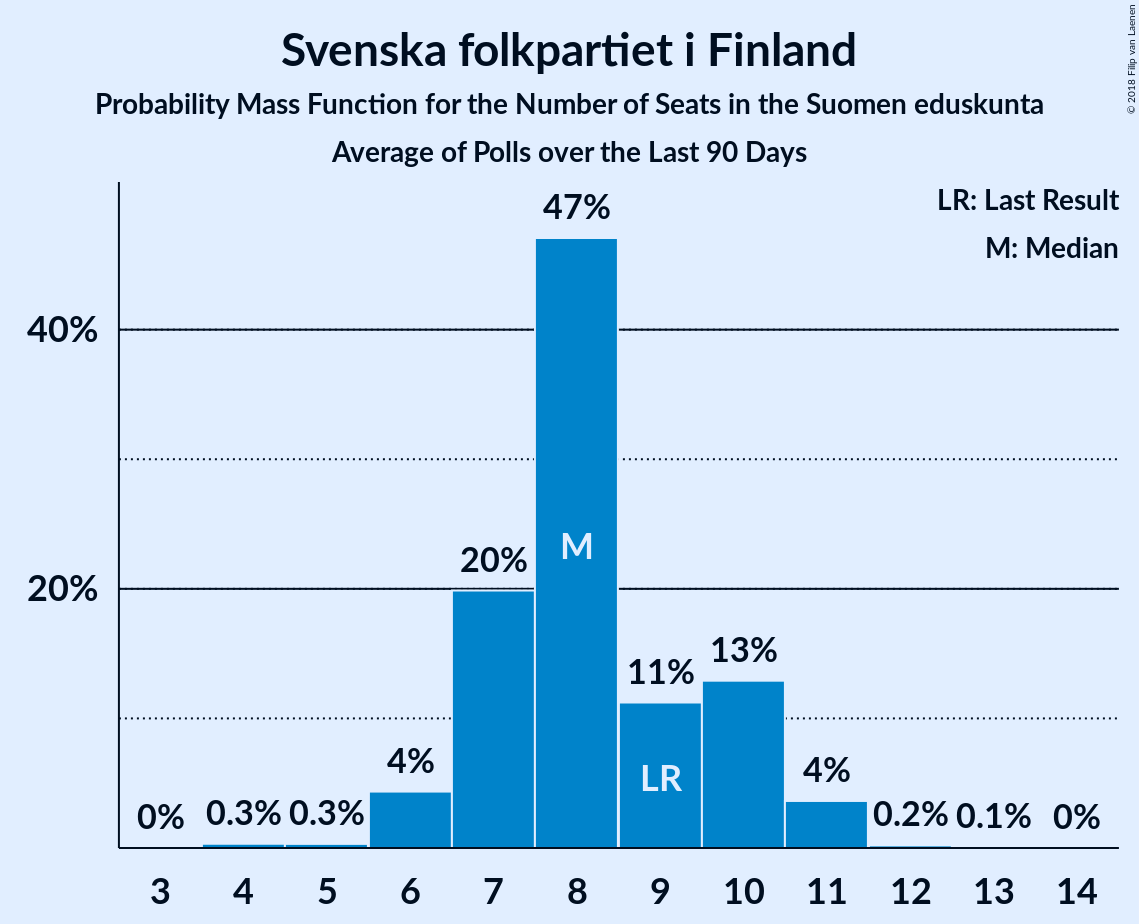 Svenska folkpartiet i Finland
Probability Mass Function for the Number of Seats in the Suomen eduskunta
Average of Polls over the Last 90 Days
© 2018 Filip van Laenen
LR: Last Result
M: Median
40%
20%
0%
0.3%
0.3%
4%
20%
47%
11%
13%
4%
0.2%
0.1%
0%
M
LR
3 4 5 6 7 8 9 10 11 12 13 14